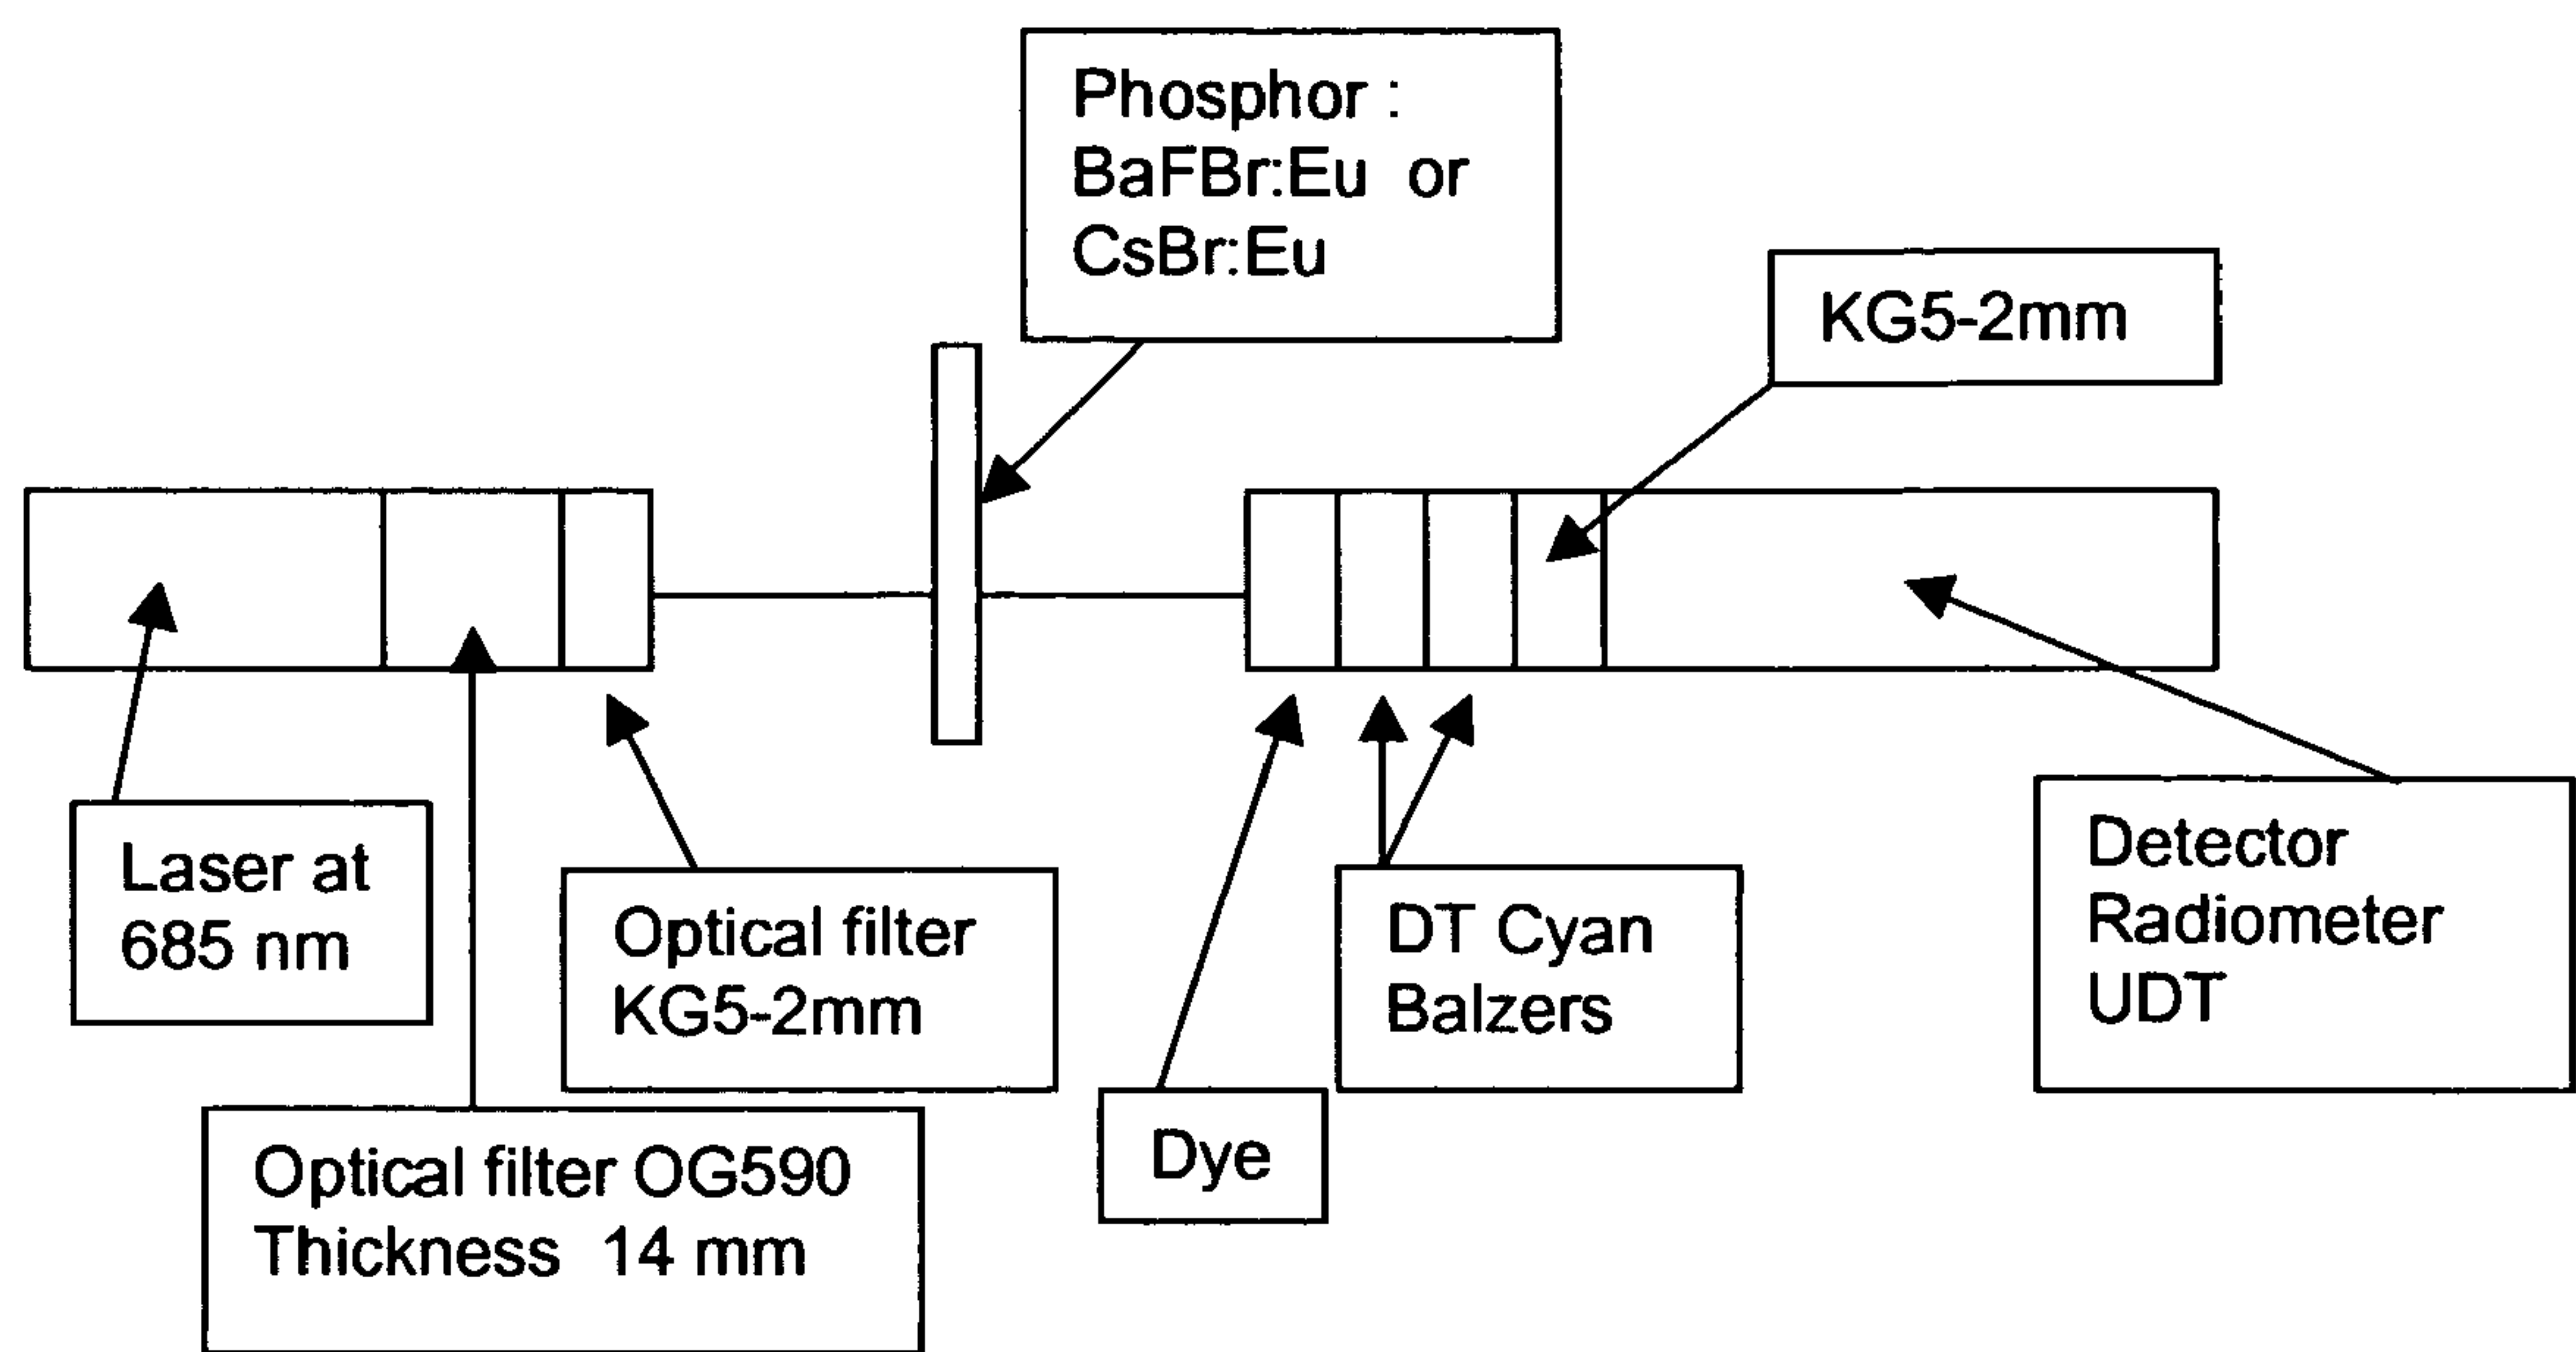 Phosphor :
BaFBr:Eu or
CsBr:Eu
KG5-2mm
Laser at
685 nm
Optical filter
KG5-2mm
DT Cyan
Balzers
Detector
Radiometer
UDT
Dye
Optical filter OG590
Thickness 14 mm